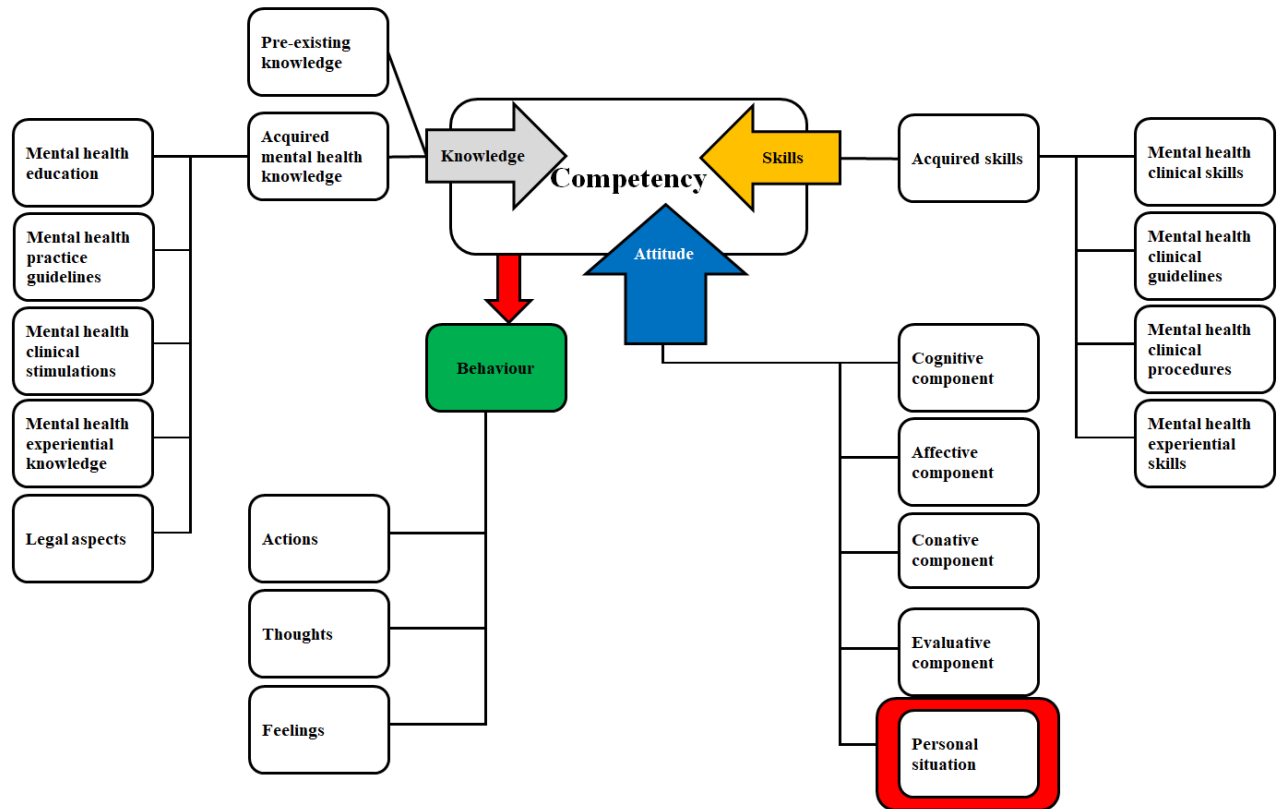 Pre-existing
knowledge
Mental health
education
Acquired
mental health
knowledge
Knowledge
Competency
Skills
Acquired skills
Mental health
clinical skills
Mental health
practice
guidelines
Attitude
Mental health
clinical
guidelines
Mental health
clinical
stimulations
Behaviour
Cognitive
component
Mental health
clinical
procedures
Mental health
experiential
knowledge
Affective
component
Mental health
experiential
skills
Legal aspects
Actions
Conative
component
Thoughts
Evaluative
component
Feelings
Personal
situation